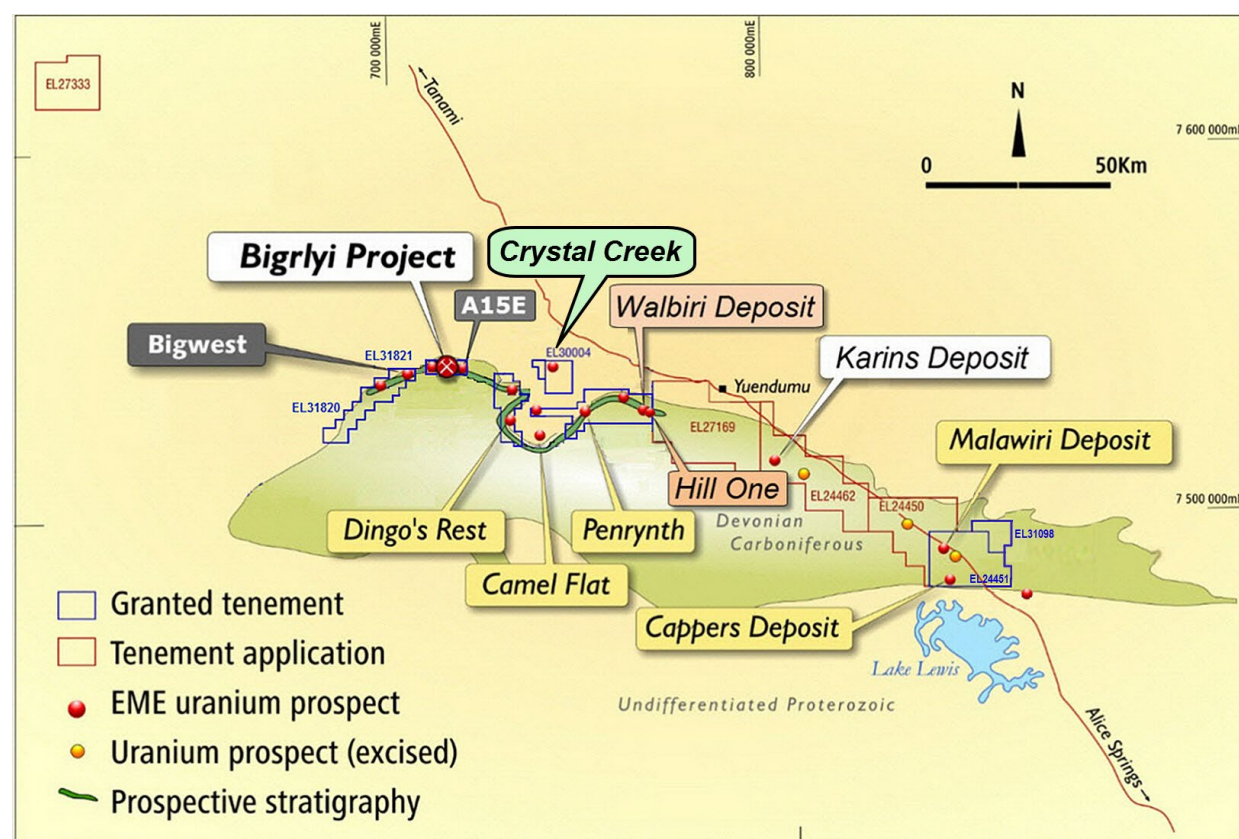 700 000mE
800 000mE
EL27333
←Tanami
N
7 600 000mN
0 50Km
Bigrlyi Project
Crystal Creek
A15E
Walbiri Deposit
Bigwest
EL31821
EL30004
Karins Deposit
Yuendumu
EL31820
EL27169
Malawiri Deposit
Hill One
EL24462
EL24450
7 500 000mN
Dingo's Rest
Penrynth
Devonian
Carboniferous
EL31098
Camel Flat
EL24451
Cappers Deposit
Granted tenement
Tenement application
Lake Lewis
EME uranium prospect
Undifferentiated Proterozoic
Alice Springs→
Uranium prospect (excised)
Prospective stratigraphy